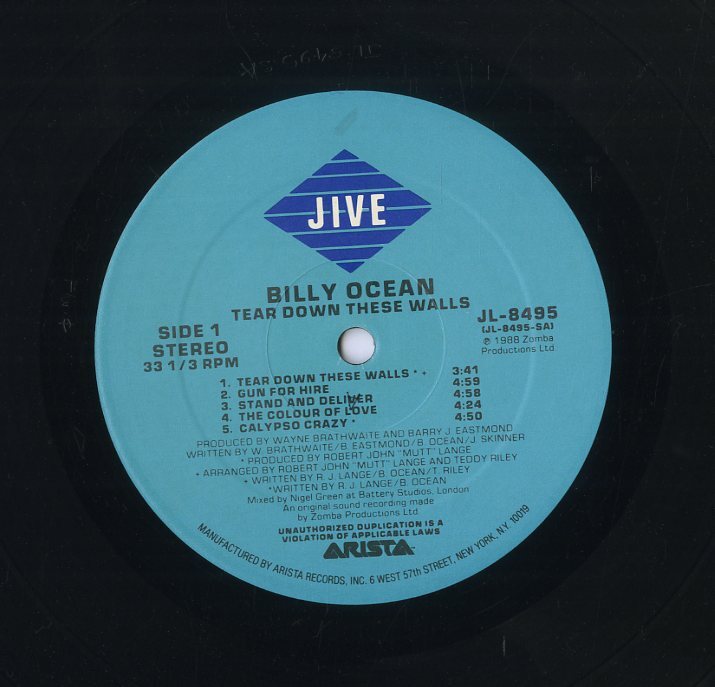 JIVE
BILLY OCEAN
TEAR DOWN THESE WALLS
SIDE 1
STEREO
33 1/3 RPM
JL-8495
(JL-8495-SA)
℗ 1988 Zomba
Productions Ltd.
1. TEAR DOWN THESE WALLS * + 3:41
2. GUN FOR HIRE 4:59
3. STAND AND DELIVER 4:58
4. THE COLOUR OF LOVE 4:24
5. CALYPSO CRAZY * 4:50
PRODUCED BY WAYNE BRATHWAITE AND BARRY J. EASTMOND
WRITTEN BY W. BRATHWAITE/B. EASTMOND/B. OCEAN/J. SKINNER
* PRODUCED BY ROBERT JOHN "MUTT" LANGE
+ ARRANGED BY ROBERT JOHN "MUTT" LANGE AND TEDDY RILEY
+ WRITTEN BY R. J. LANGE/B. OCEAN/T. RILEY
*WRITTEN BY R. J. LANGE/B. OCEAN
Mixed by Nigel Green at Battery Studios, London
An original sound recording made
by Zomba Productions Ltd.
UNAUTHORIZED DUPLICATION IS A
VIOLATION OF APPLICABLE LAWS
ARISTA
MANUFACTURED BY ARISTA RECORDS, INC. 6 WEST 57th STREET, NEW YORK, N.Y. 10019